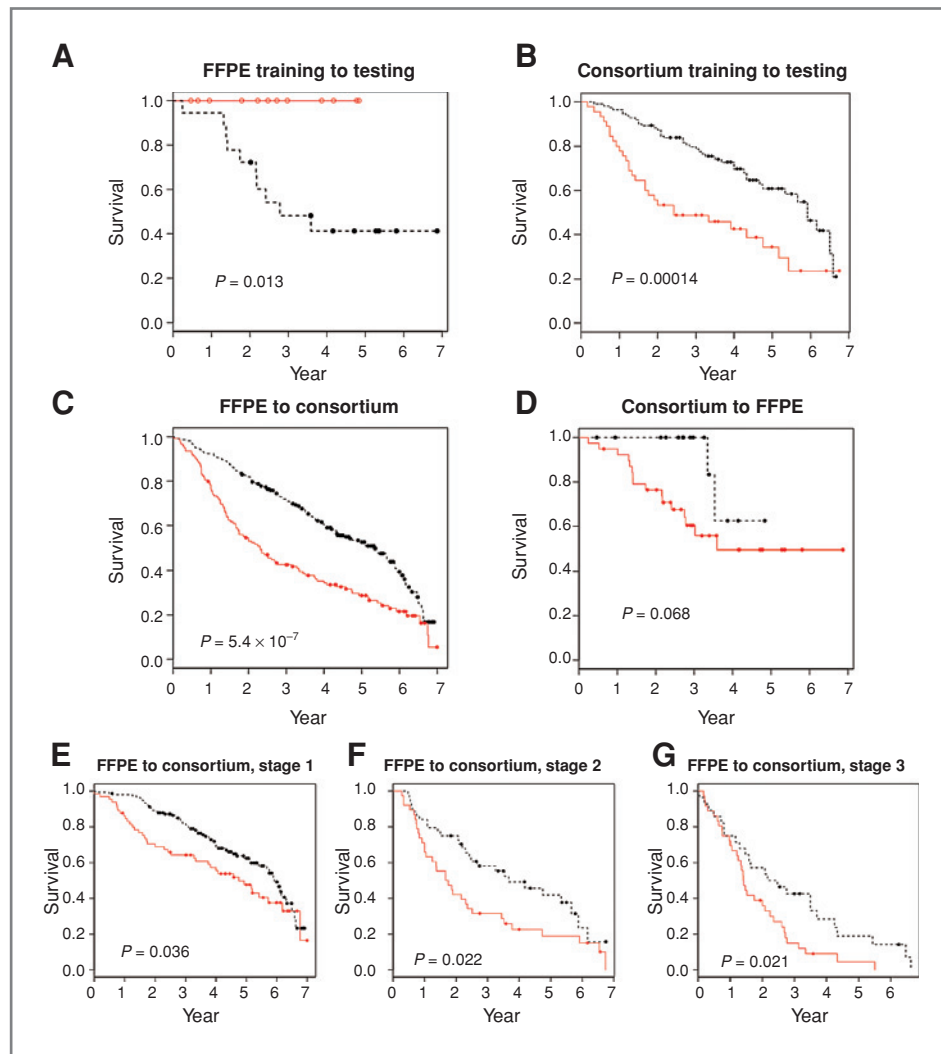 A
FFPE training to testing
1.0
0.8
0.6
0.4
0.2
0.0
Survival
P = 0.013
0 1 2 3 4 5 6 7
Year
B
Consortium training to testing
1.0
0.8
0.6
0.4
0.2
0.0
Survival
P = 0.00014
0 1 2 3 4 5 6 7
Year
C
FFPE to consortium
1.0
0.8
0.6
0.4
0.2
0.0
Survival
P = 5.4 × 10⁻⁷
0 1 2 3 4 5 6 7
Year
D
Consortium to FFPE
1.0
0.8
0.6
0.4
0.2
0.0
Survival
P = 0.068
0 1 2 3 4 5 6 7
Year
E
FFPE to consortium, stage 1
1.0
0.8
0.6
0.4
0.2
0.0
Survival
P = 0.036
0 1 2 3 4 5 6 7
Year
F
FFPE to consortium, stage 2
1.0
0.8
0.6
0.4
0.2
0.0
Survival
P = 0.022
0 1 2 3 4 5 6 7
Year
G
FFPE to consortium, stage 3
1.0
0.8
0.6
0.4
0.2
0.0
Survival
P = 0.021
0 1 2 3 4 5 6
Year